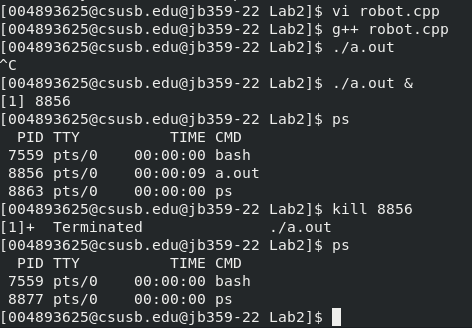 [004893625@csusb.edu@jb359-22 Lab2]$ vi robot.cpp
[004893625@csusb.edu@jb359-22 Lab2]$ g++ robot.cpp
[004893625@csusb.edu@jb359-22 Lab2]$ ./a.out
^C
[004893625@csusb.edu@jb359-22 Lab2]$ ./a.out &
[1] 8856
[004893625@csusb.edu@jb359-22 Lab2]$ ps
    PID TTY          TIME CMD
   7559 pts/0    00:00:00 bash
   8856 pts/0    00:00:09 a.out
   8863 pts/0    00:00:00 ps
[004893625@csusb.edu@jb359-22 Lab2]$ kill 8856
[1]+  Terminated              ./a.out
[004893625@csusb.edu@jb359-22 Lab2]$ ps
    PID TTY          TIME CMD
   7559 pts/0    00:00:00 bash
   8877 pts/0    00:00:00 ps
[004893625@csusb.edu@jb359-22 Lab2]$